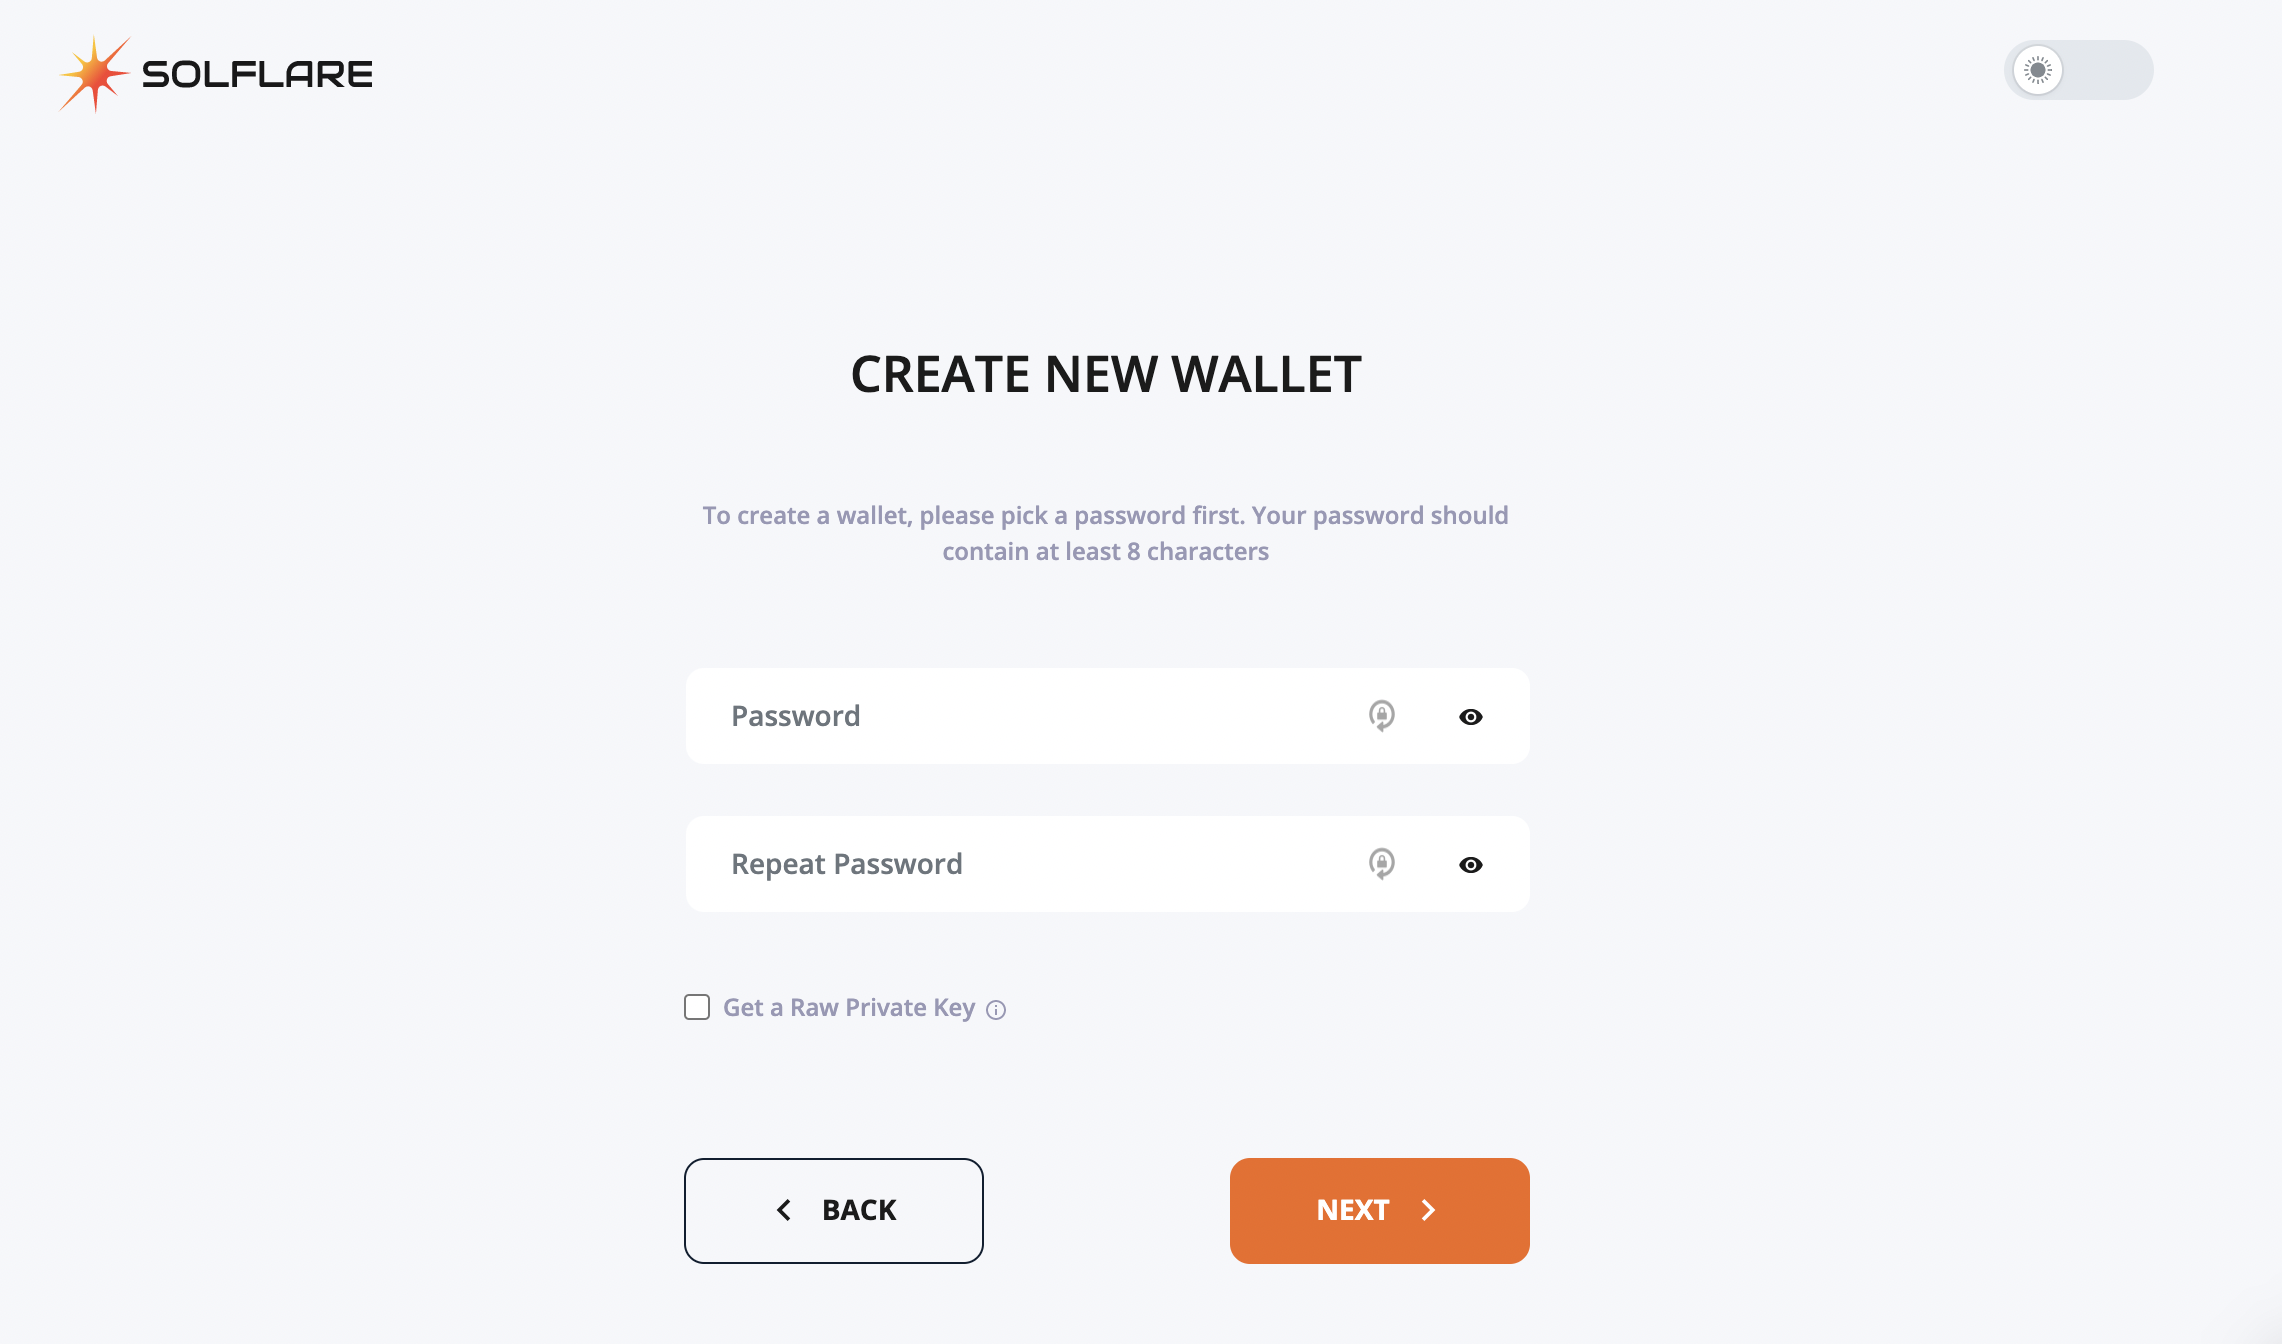 SOLFLARE
CREATE NEW WALLET
To create a wallet, please pick a password first. Your password should
contain at least 8 characters
Password
Repeat Password
Get a Raw Private Key
BACK
NEXT